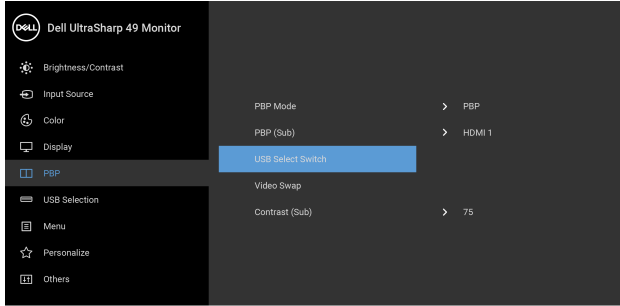 DELL Dell UltraSharp 49 Monitor
Brightness/Contrast
Input Source
Color
Display
PBP
USB Selection
Menu
Personalize
Others
PBP Mode > PBP
PBP (Sub) > HDMI 1
USB Select Switch
Video Swap
Contrast (Sub) > 75